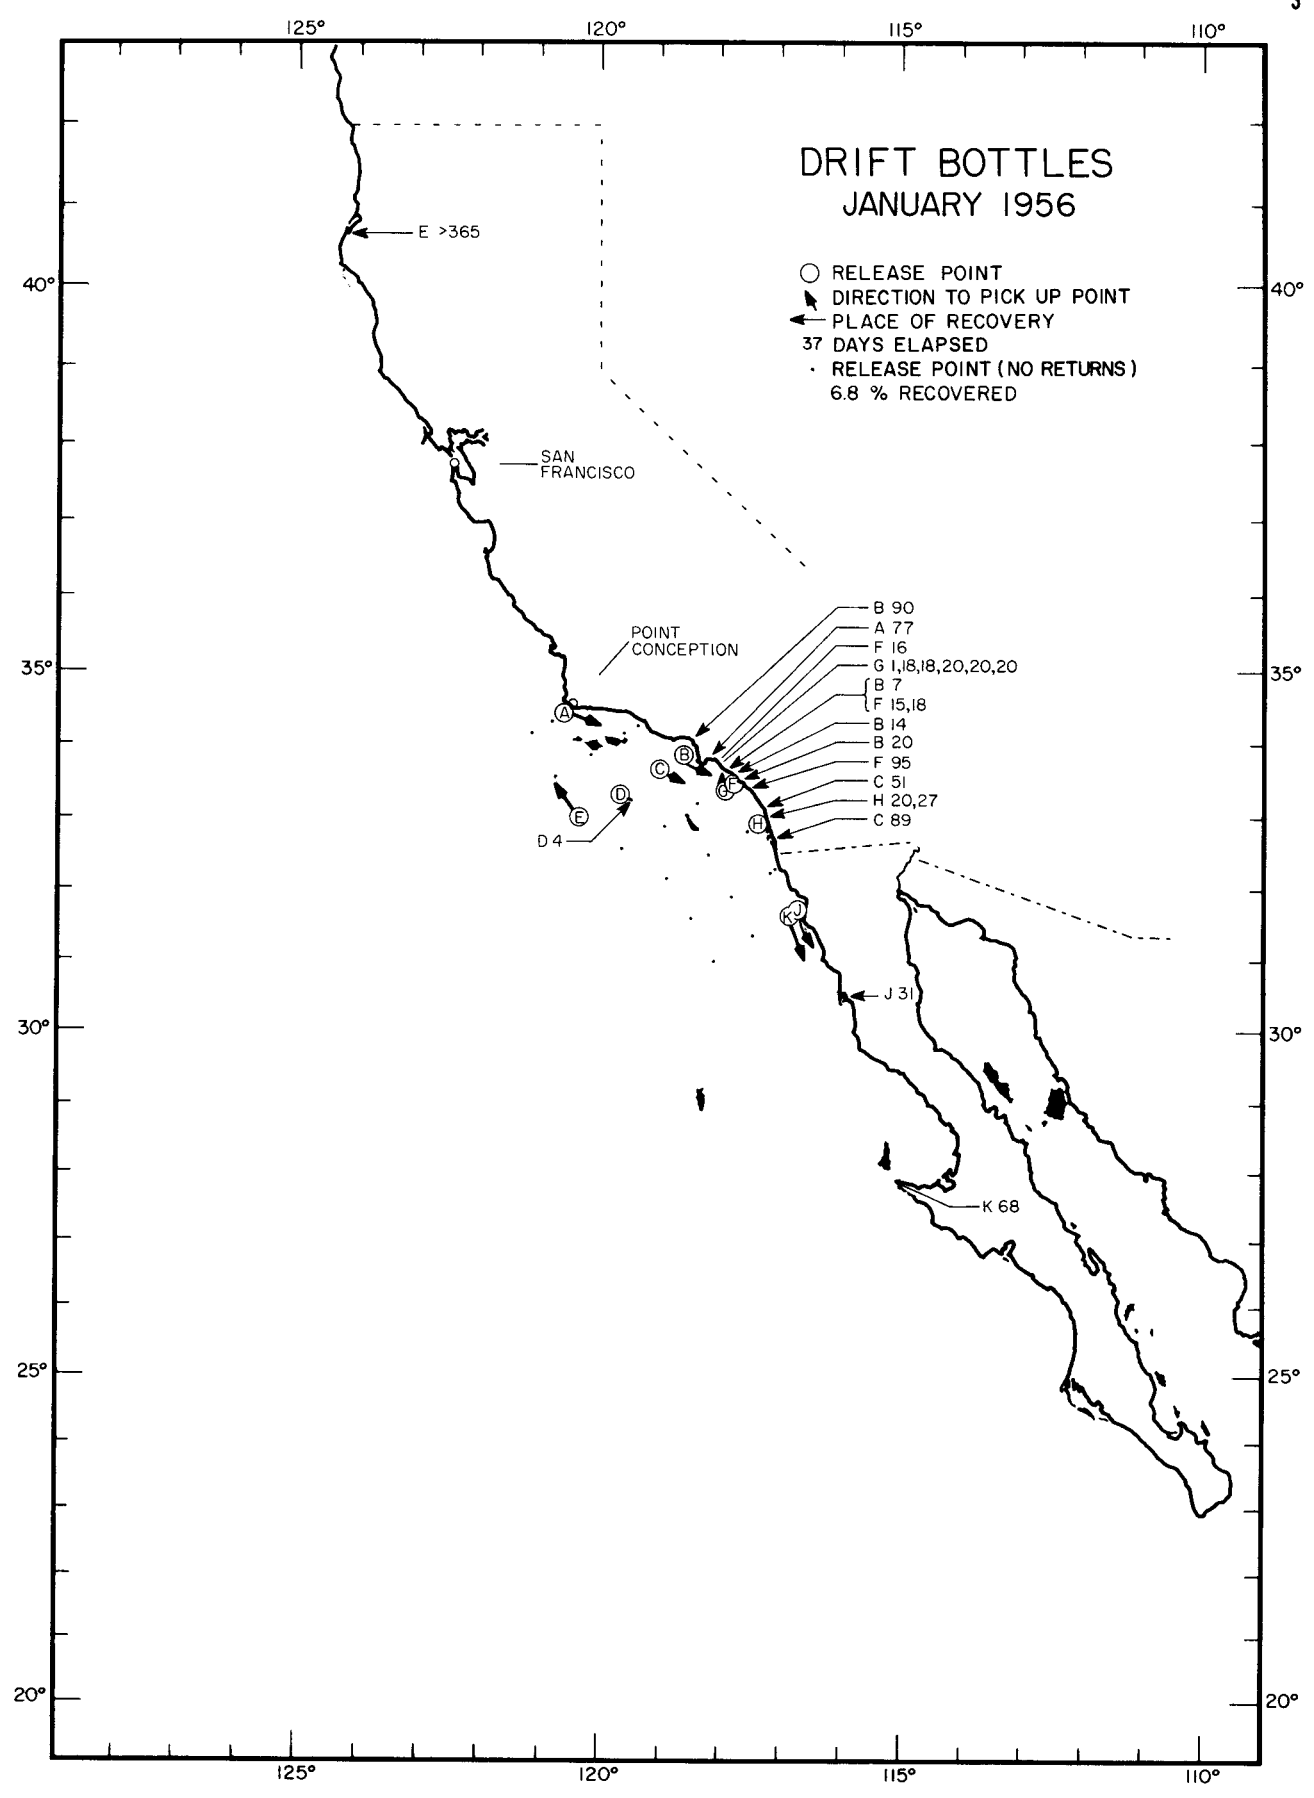 125° 120° 115° 110°
DRIFT BOTTLES
JANUARY 1956
E >365
RELEASE POINT
40° 40°
DIRECTION TO PICK UP POINT
PLACE OF RECOVERY
37 DAYS ELAPSED
RELEASE POINT (NO RETURNS)
6.8 % RECOVERED
SAN
FRANCISCO
B 90
A 77
POINT
CONCEPTION
F 16
G 1,18,18,20,20,20
35° 35°
B 7
F 15,18
B 14
B 20
F 95
C 51
H 20,27
C 89
A
B
C
F
G
D
E
H
D 4
J
K
J 31
30° 30°
K 68
25° 25°
20° 20°
125° 120° 115° 110°